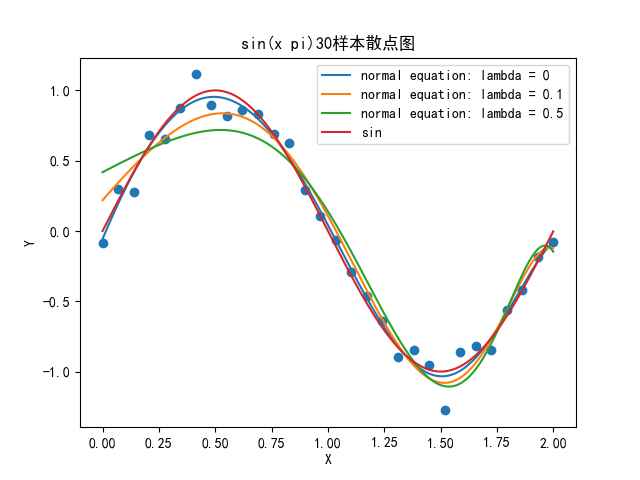 sin(x pi)30样本散点图
normal equation: lambda = 0
normal equation: lambda = 0.1
normal equation: lambda = 0.5
sin
1.0
0.5
0.0
-0.5
-1.0
Y
0.00 0.25 0.50 0.75 1.00 1.25 1.50 1.75 2.00
X